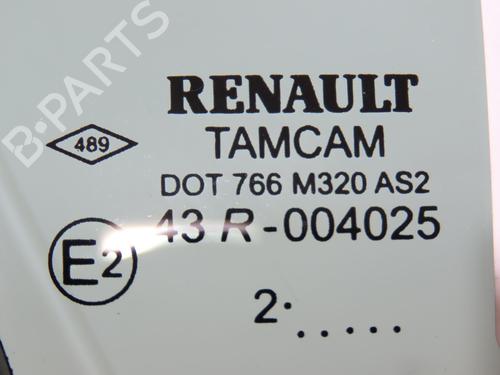 B-PARTS
RENAULT
489
TAMCAM
DOT 766 M320 AS2
43 R-004025
E2
2·.....